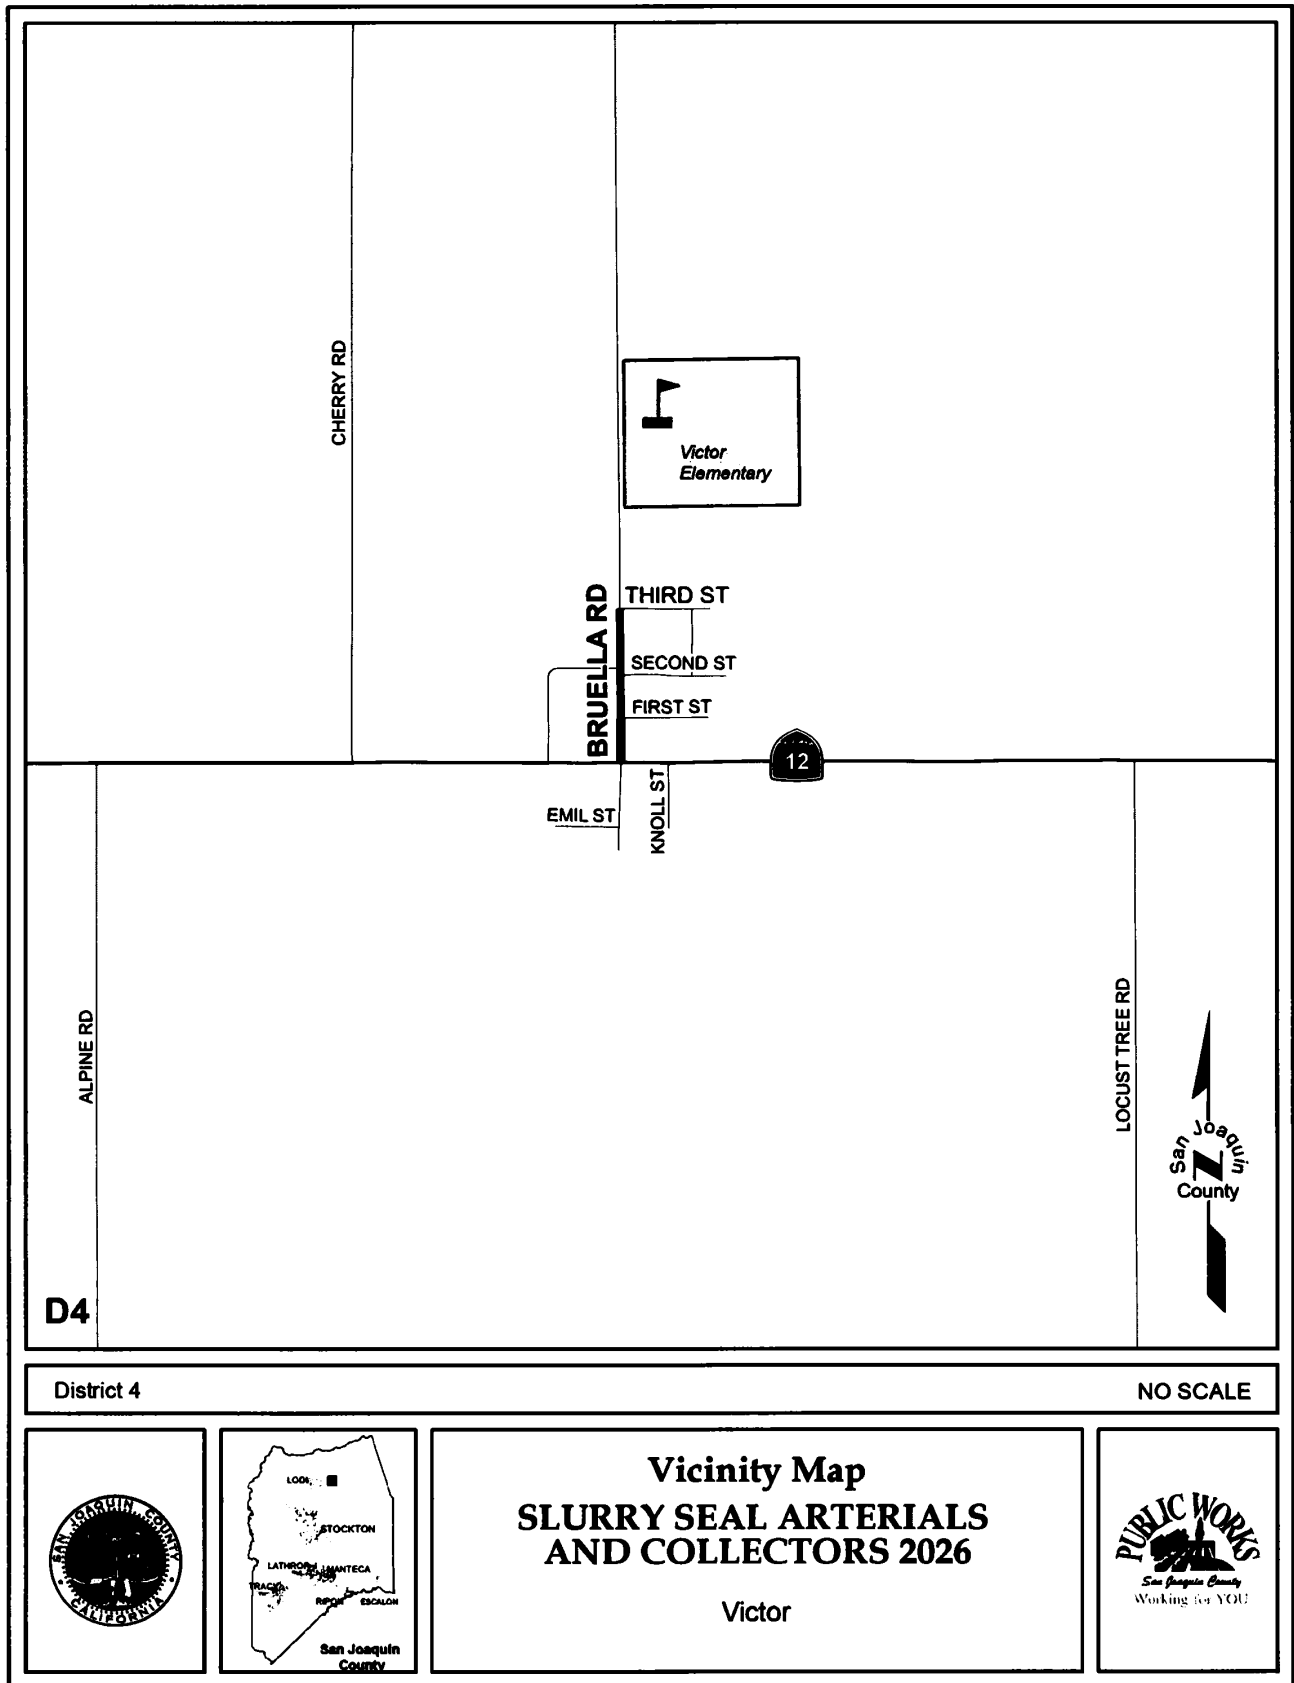 CHERRY RD
Victor
Elementary
BRUELLA RD
THIRD ST
SECOND ST
FIRST ST
12
EMIL ST
KNOLL ST
ALPINE RD
LOCUST TREE RD
San Joaquin
N
County
D4
District 4
NO SCALE
SAN JOAQUIN COUNTY
CALIFORNIA
LODI
STOCKTON
LATHROP
MANTECA
TRACY
RIPON
ESCALON
San Joaquin
County
Vicinity Map
SLURRY SEAL ARTERIALS
AND COLLECTORS 2026
Victor
PUBLIC WORKS
San Joaquin County
Working for YOU